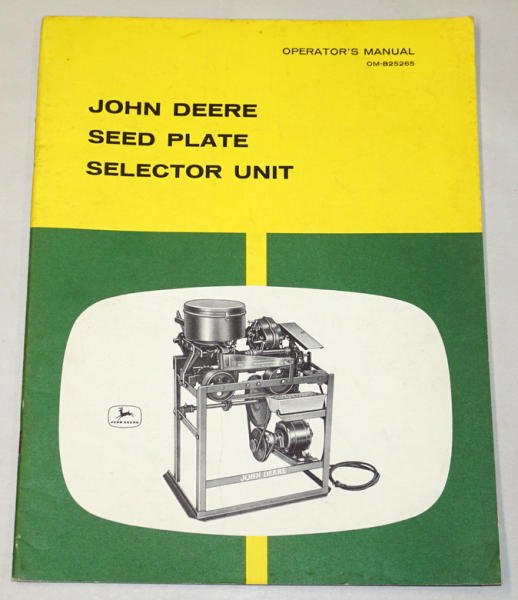 OPERATOR'S MANUAL
OM-B25265
JOHN DEERE
SEED PLATE
SELECTOR UNIT
JOHN DEERE
JOHN DEERE